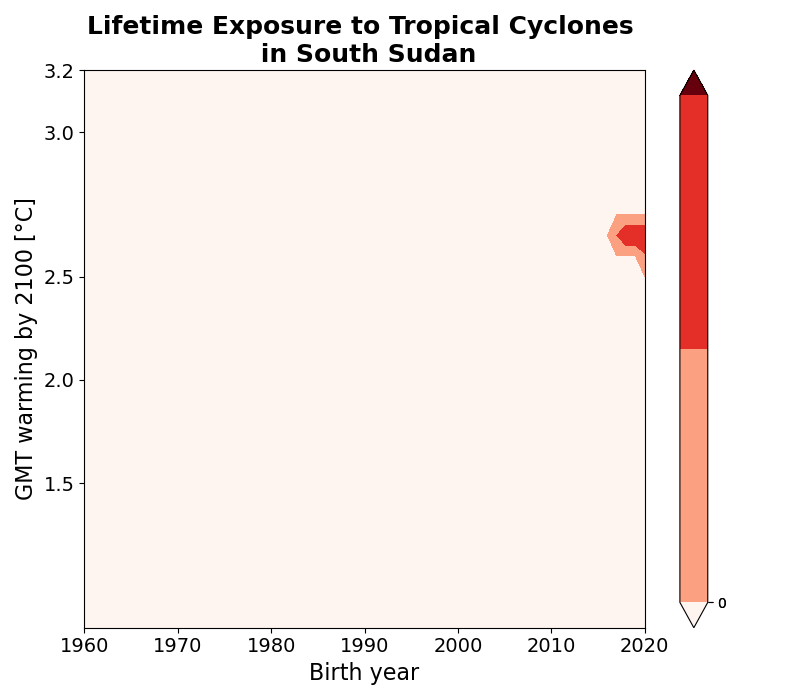 Lifetime Exposure to Tropical Cyclones
in South Sudan
GMT warming by 2100 [°C]
3.2
3.0
2.5
2.0
1.5
1960 1970 1980 1990 2000 2010 2020
Birth year
0